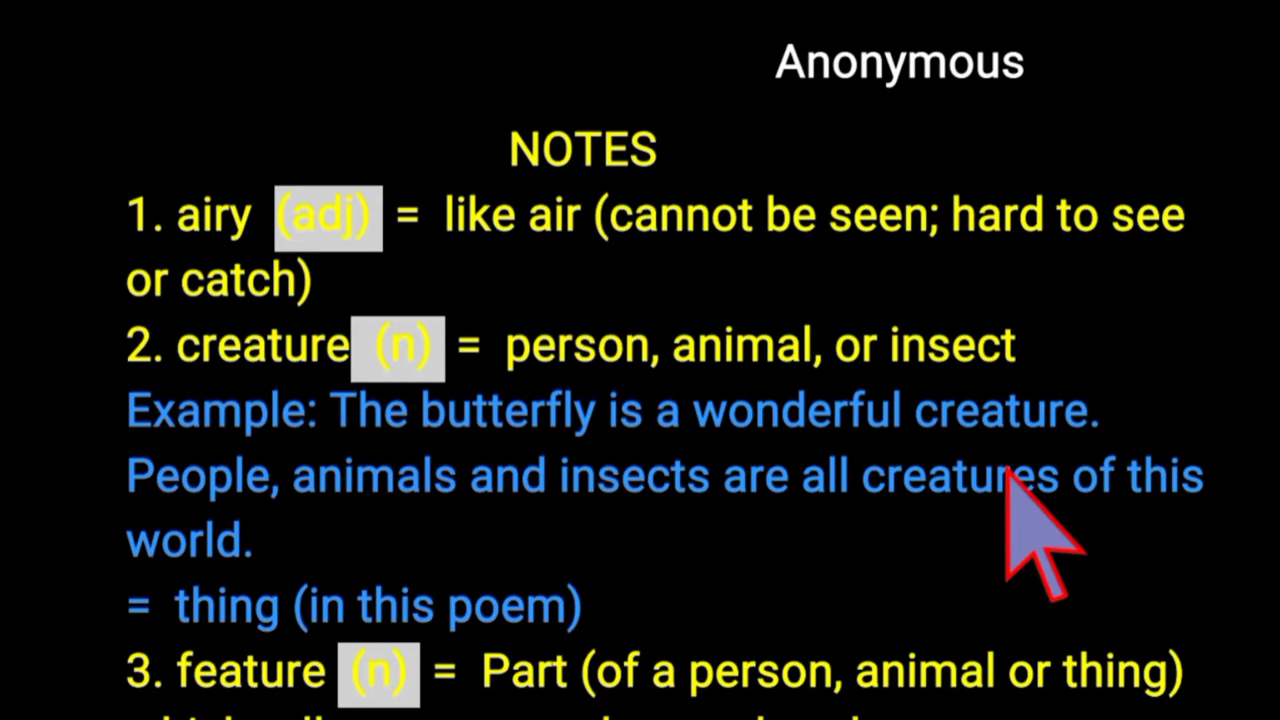 Anonymous
NOTES
1. airy (adj) = like air (cannot be seen; hard to see
or catch)
2. creature (n) = person, animal, or insect
Example: The butterfly is a wonderful creature.
People, animals and insects are all creatures of this
world.
= thing (in this poem)
3. feature (n) = Part (of a person, animal or thing)